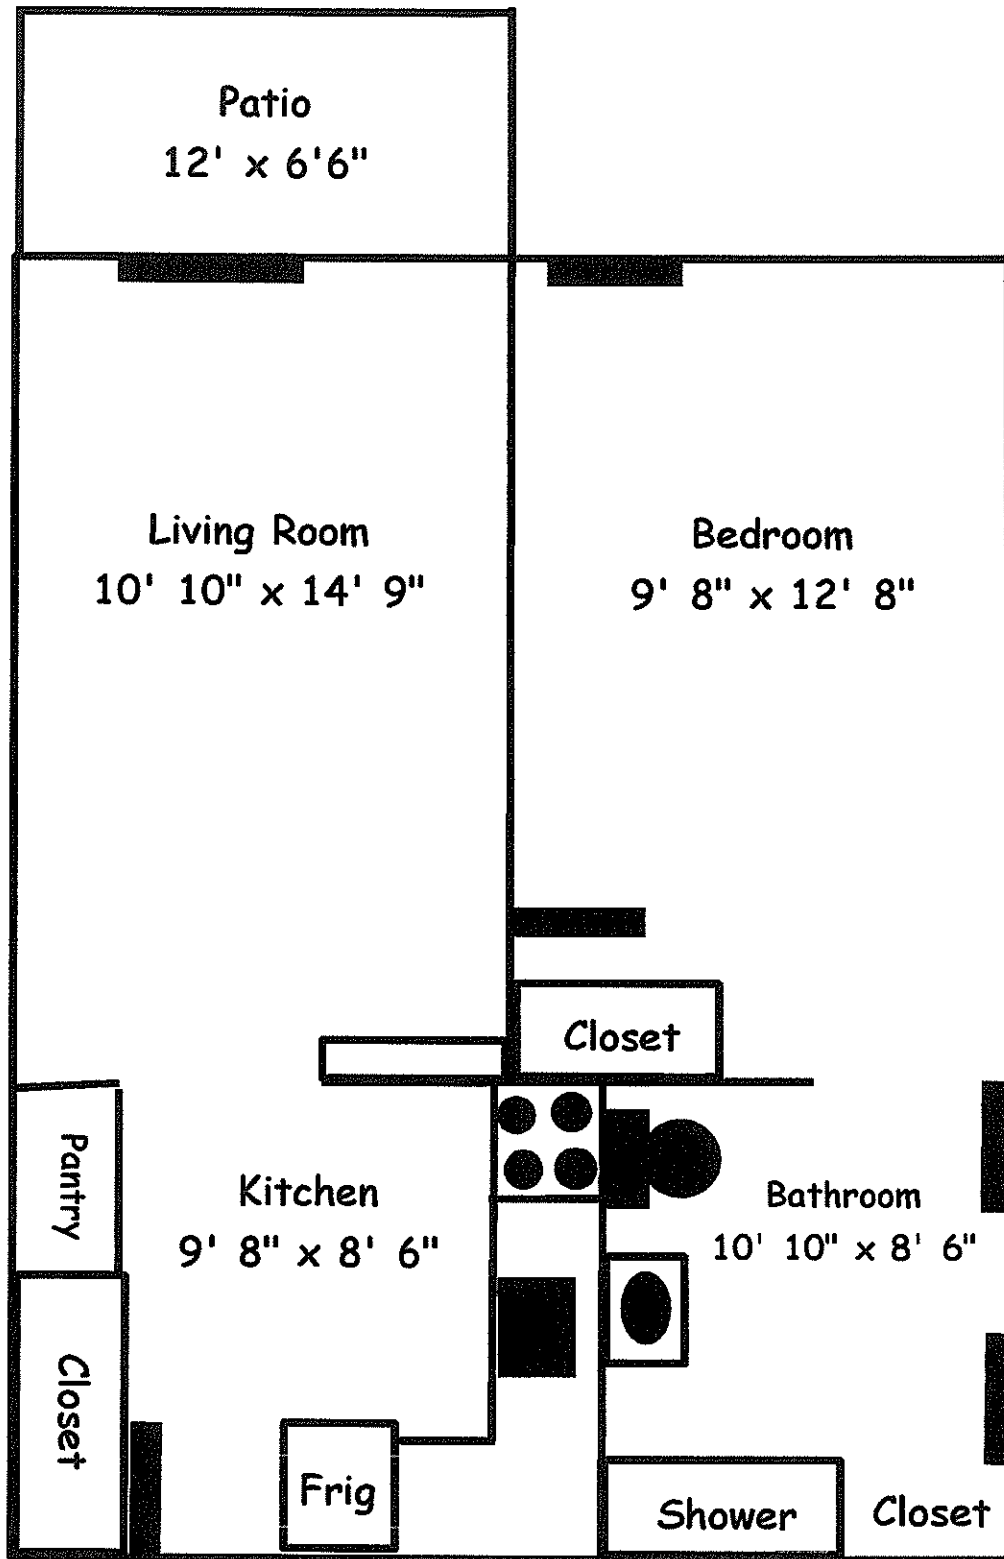 Patio
12' x 6'6"
Living Room
10' 10" x 14' 9"
Bedroom
9' 8" x 12' 8"
Closet
Pantry
Kitchen
9' 8" x 8' 6"
Bathroom
10' 10" x 8' 6"
Closet
Frig
Shower
Closet